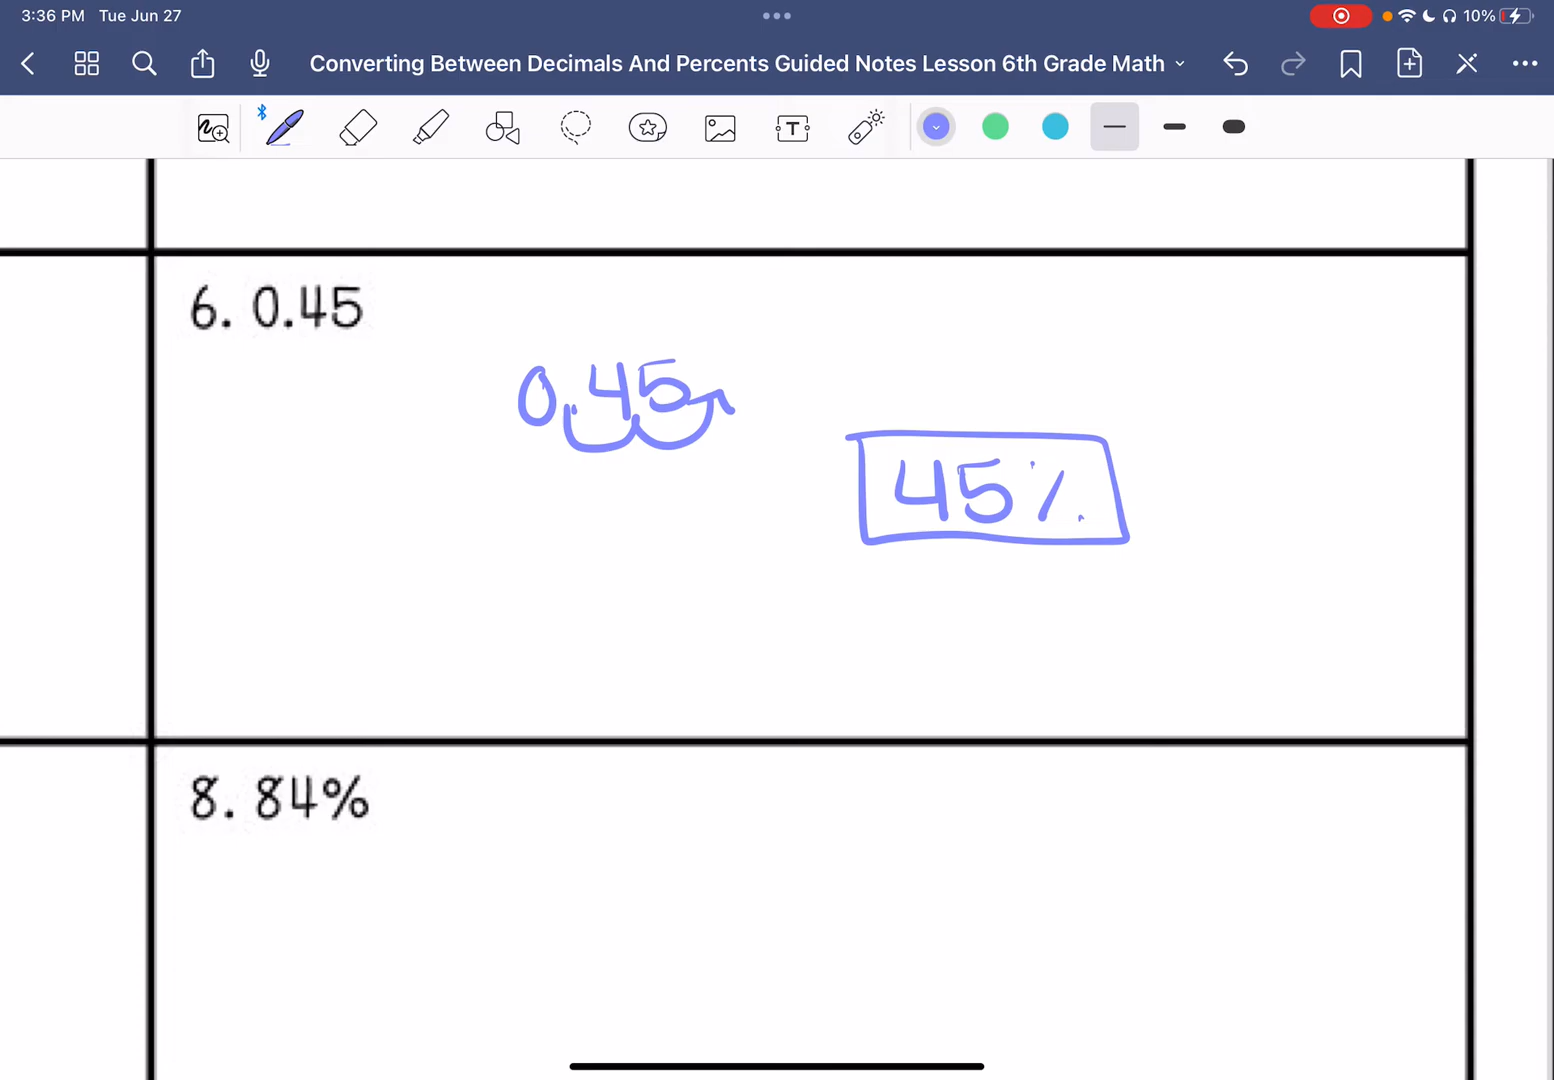 3:36 PM Tue Jun 27
10%
Converting Between Decimals And Percents Guided Notes Lesson 6th Grade Math
T
6. 0.45
0.45
45%
8. 84%